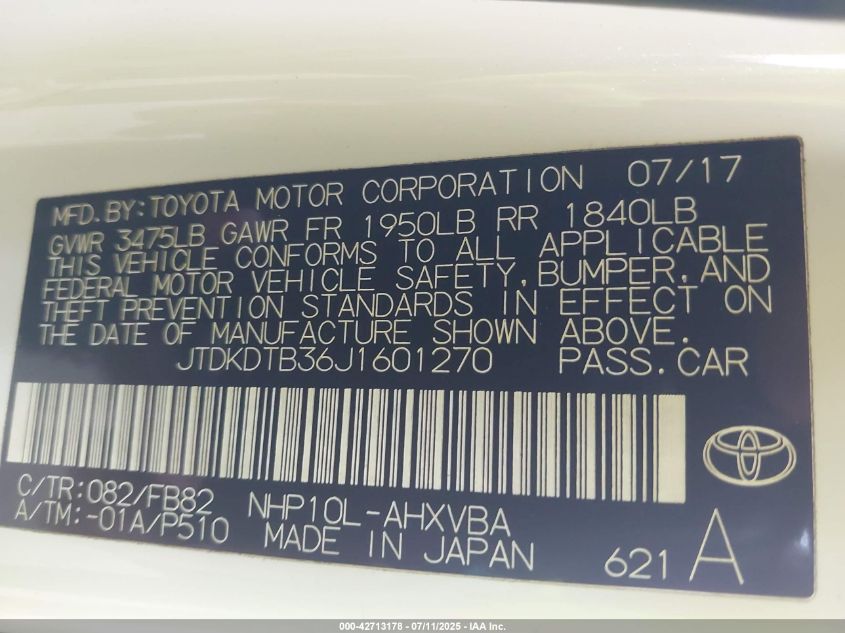 MFD.BY:TOYOTA MOTOR CORPORATION 07/17
GVWR 3475LB GAWR FR 1950LB RR 1840LB
THIS VEHICLE CONFORMS TO ALL APPLICABLE
FEDERAL MOTOR VEHICLE SAFETY,BUMPER,AND
THEFT PREVENTION STANDARDS IN EFFECT ON
THE DATE OF MANUFACTURE SHOWN ABOVE.
JTDKDTB36J1601270 PASS.CAR
C/TR:082/FB82 NHP10L-AHXVBA
A/TM:-01A/P510 MADE IN JAPAN 621 A
000-42713178 - 07/11/2025 - IAA Inc.